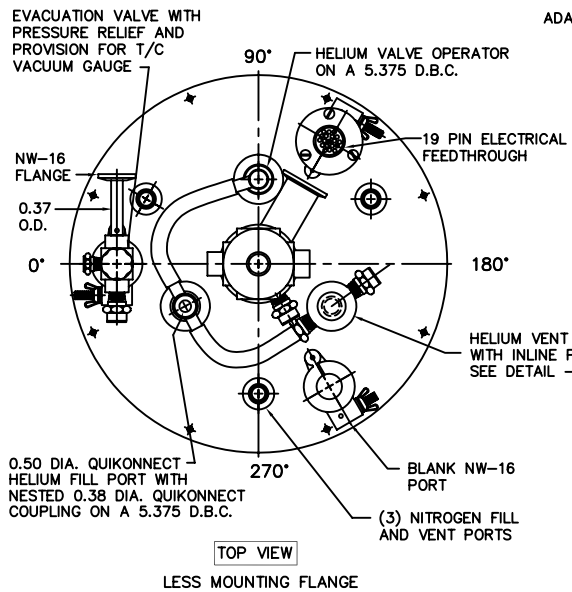 EVACUATION VALVE WITH
PRESSURE RELIEF AND
PROVISION FOR T/C
VACUUM GAUGE
ADA
90°
HELIUM VALVE OPERATOR
ON A 5.375 D.B.C.
19 PIN ELECTRICAL
FEEDTHROUGH
NW-16
FLANGE
0.37
O.D.
0°
180°
HELIUM VENT
WITH INLINE
SEE DETAIL -
0.50 DIA. QUIKONNECT
HELIUM FILL PORT WITH
NESTED 0.38 DIA. QUIKONNECT
COUPLING ON A 5.375 D.B.C.
270°
BLANK NW-16
PORT
(3) NITROGEN FILL
AND VENT PORTS
TOP VIEW
LESS MOUNTING FLANGE